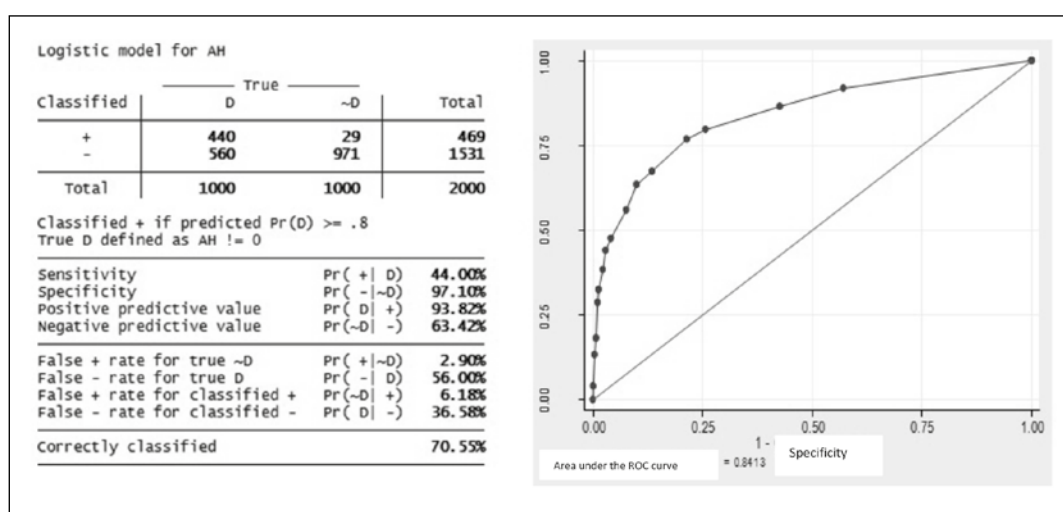 Logistic model for AH
True
Classified D ~D Total
+ 440 29 469
- 560 971 1531
Total 1000 1000 2000
Classified + if predicted Pr(D) >= .8
True D defined as AH != 0
Sensitivity Pr( +| D) 44.00%
Specificity Pr( -|~D) 97.10%
Positive predictive value Pr( D| +) 93.82%
Negative predictive value Pr(~D| -) 63.42%
False + rate for true ~D Pr( +|~D) 2.90%
False - rate for true D Pr( -| D) 56.00%
False + rate for classified + Pr(~D| +) 6.18%
False - rate for classified - Pr( D| -) 36.58%
Correctly classified 70.55%
1.00
0.75
0.50
0.25
0.00
0.00 0.25 0.50 0.75 1.00
1 - Specificity
Area under the ROC curve = 0.8413